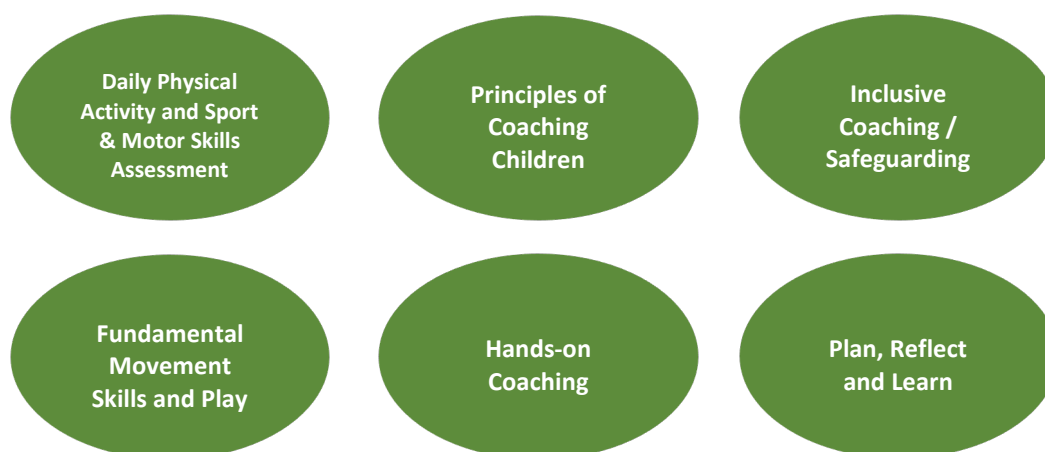 Daily Physical
Activity and Sport
& Motor Skills
Assessment
Principles of
Coaching
Children
Inclusive
Coaching /
Safeguarding
Fundamental
Movement
Skills and Play
Hands-on
Coaching
Plan, Reflect
and Learn